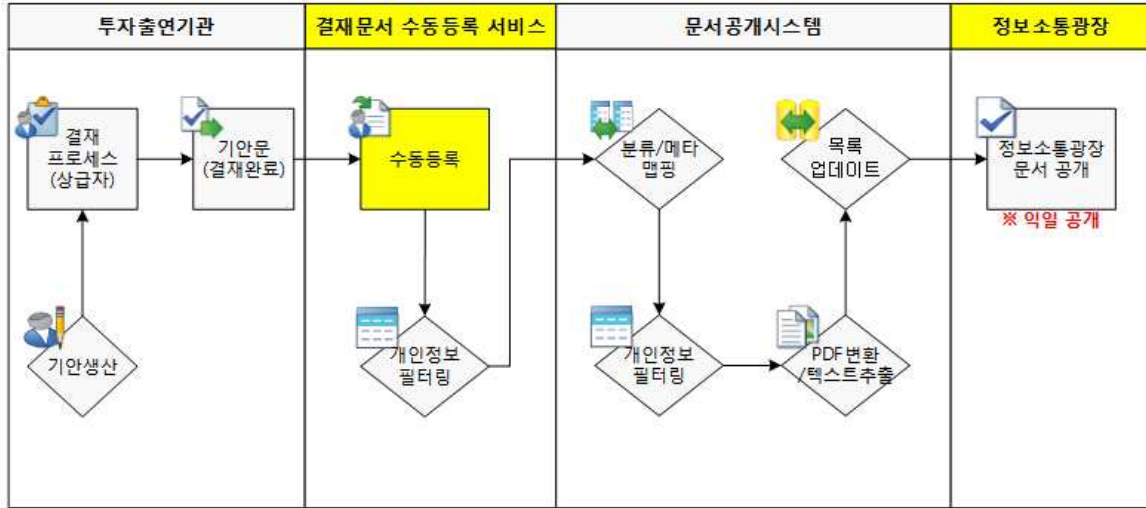 투자출연기관
결재문서 수동등록 서비스
문서공개시스템
정보소통광장
결재
프로세스
(상급자)
기안문
(결재완료)
수동등록
분류/메타
맵핑
목록
업데이트
정보소통광장
문서 공개
※ 익일 공개
기안생산
개인정보
필터링
개인정보
필터링
PDF변환
/텍스트추출